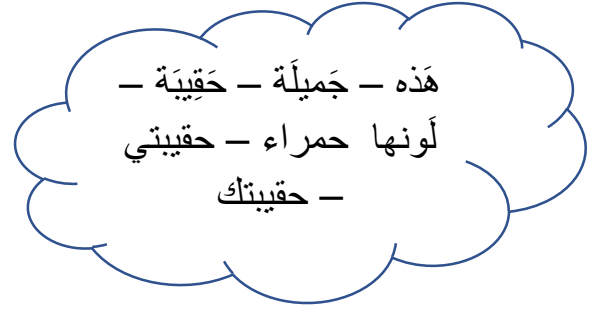 هَذه – جَميلَة – حَقِيبَة –
لَونها حمراء – حقيبتي
– حقيبتك